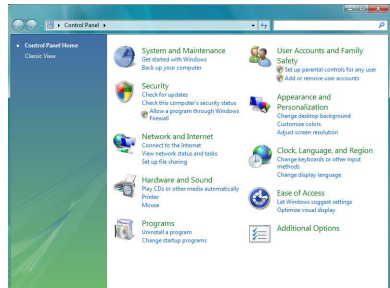 Control Panel
Control Panel Home
Classic View
System and Maintenance
Get started with Windows
Back up your computer
Security
Check for updates
Check this computer's security status
Allow a program through Windows
Firewall
Network and Internet
Connect to the Internet
View network status and tasks
Set up file sharing
Hardware and Sound
Play CDs or other media automatically
Printer
Mouse
Programs
Uninstall a program
Change startup programs
User Accounts and Family
Safety
Set up parental controls for any user
Add or remove user accounts
Appearance and
Personalization
Change desktop background
Customize colors
Adjust screen resolution
Clock, Language, and Region
Change keyboards or other input
methods
Change display language
Ease of Access
Let Windows suggest settings
Optimize visual display
Additional Options